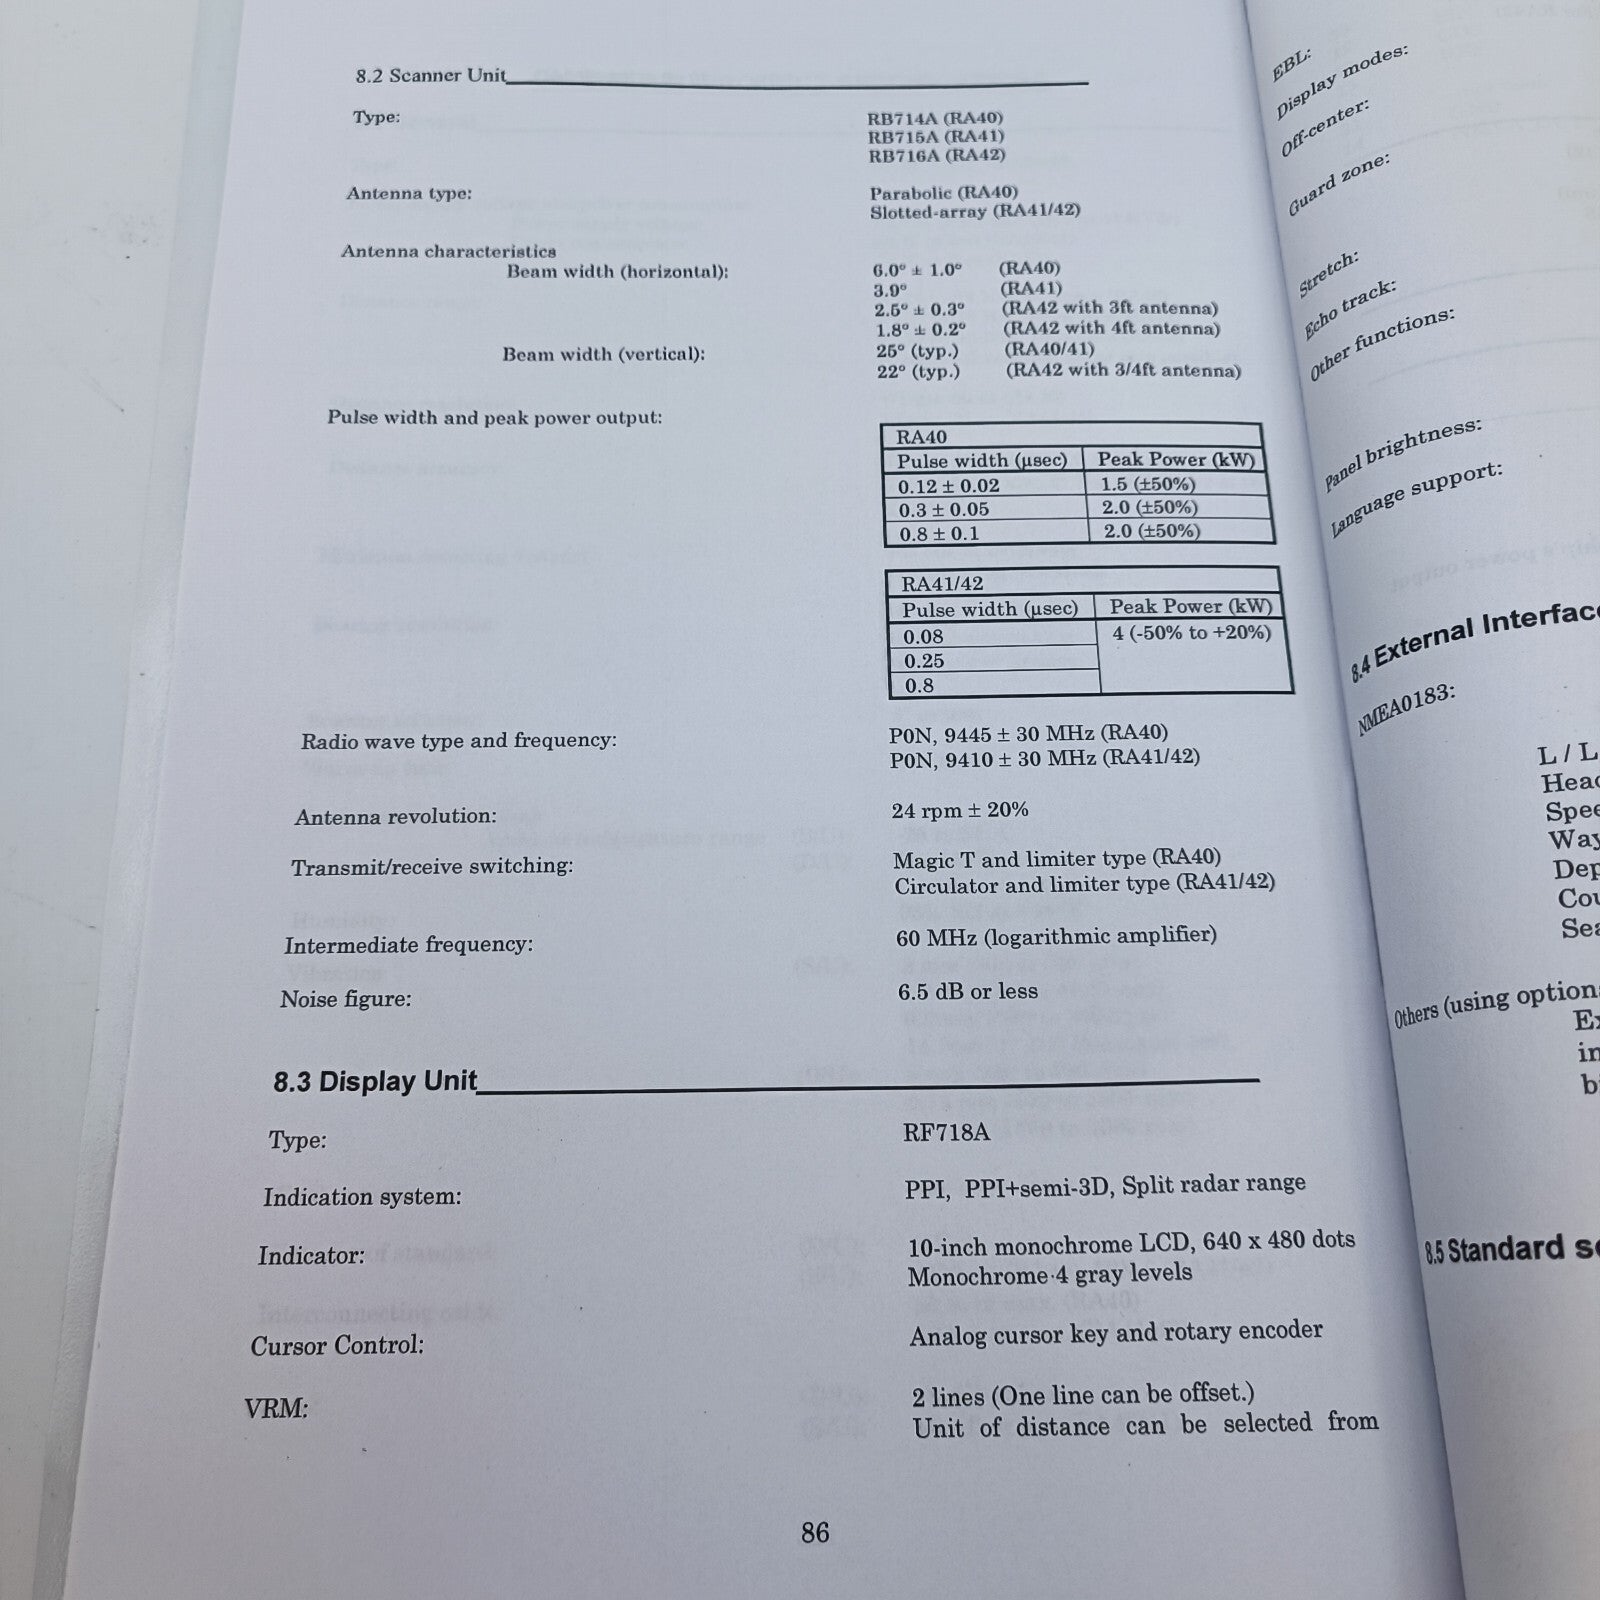 8.2 Scanner Unit
Type: RB714A (RA40)
RB715A (RA41)
RB716A (RA42)
Antenna type: Parabolic (RA40)
Slotted-array (RA41/42)
Antenna characteristics
Beam width (horizontal): 6.0° ± 1.0° (RA40)
3.9° (RA41)
2.5° ± 0.3° (RA42 with 3ft antenna)
1.8° ± 0.2° (RA42 with 4ft antenna)
Beam width (vertical): 25° (typ.) (RA40/41)
22° (typ.) (RA42 with 3/4ft antenna)
Pulse width and peak power output:
RA40
Pulse width (µsec) Peak Power (kW)
0.12 ± 0.02 1.5 (±50%)
0.3 ± 0.05 2.0 (±50%)
0.8 ± 0.1 2.0 (±50%)
RA41/42
Pulse width (µsec) Peak Power (kW)
0.08 4 (-50% to +20%)
0.25
0.8
Radio wave type and frequency: P0N, 9445 ± 30 MHz (RA40)
P0N, 9410 ± 30 MHz (RA41/42)
Antenna revolution: 24 rpm ± 20%
Transmit/receive switching: Magic T and limiter type (RA40)
Circulator and limiter type (RA41/42)
Intermediate frequency: 60 MHz (logarithmic amplifier)
Noise figure: 6.5 dB or less
8.3 Display Unit
Type: RF718A
Indication system: PPI, PPI+semi-3D, Split radar range
Indicator: 10-inch monochrome LCD, 640 x 480 dots
Monochrome·4 gray levels
Cursor Control: Analog cursor key and rotary encoder
VRM: 2 lines (One line can be offset.)
Unit of distance can be selected from
86
EBL:
Display modes:
Off-center:
Guard zone:
Stretch:
Echo track:
Other functions:
Panel brightness:
Language support:
8.4 External Interface
NMEA0183:
L / L
Head
Spee
Way
Dep
Cou
Sea
Others (using option
Ex
in
b
8.5 Standard s